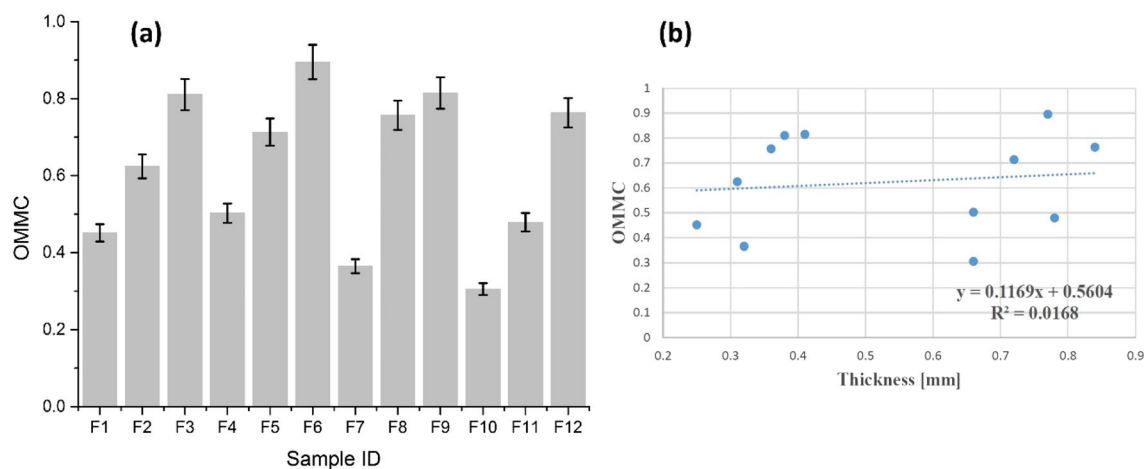 (a)
1.0
0.8
0.6
0.4
0.2
0.0
OMMC
F1 F2 F3 F4 F5 F6 F7 F8 F9 F10 F11 F12
Sample ID
(b)
1
0.9
0.8
0.7
0.6
0.5
0.4
0.3
0.2
0.1
0
OMMC
y = 0.1169x + 0.5604
R² = 0.0168
0.2 0.3 0.4 0.5 0.6 0.7 0.8 0.9
Thickness [mm]